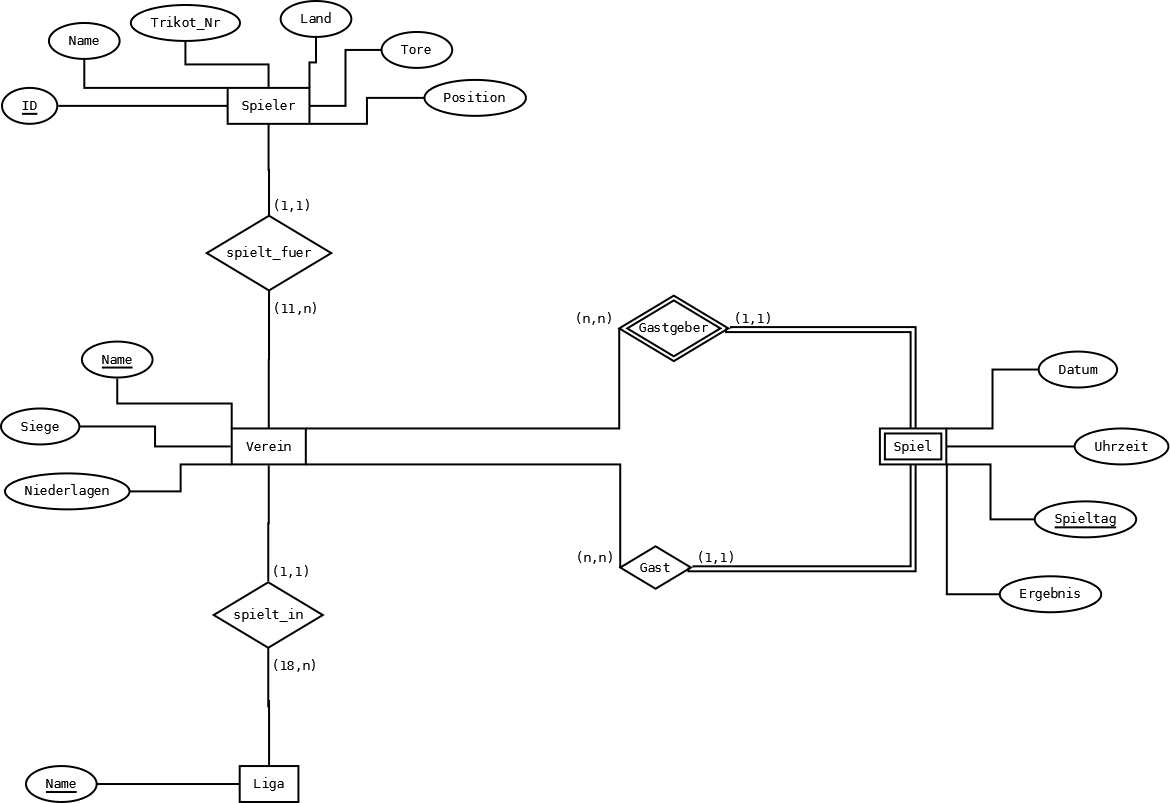 Land
Trikot_Nr
Name
Tore
Position
ID
Spieler
(1,1)
spielt_fuer
(11,n)
(n,n)
Gastgeber
(1,1)
Name
Datum
Siege
Verein
Spiel
Uhrzeit
Niederlagen
Spieltag
(n,n)
Gast
(1,1)
(1,1)
Ergebnis
spielt_in
(18,n)
Name
Liga